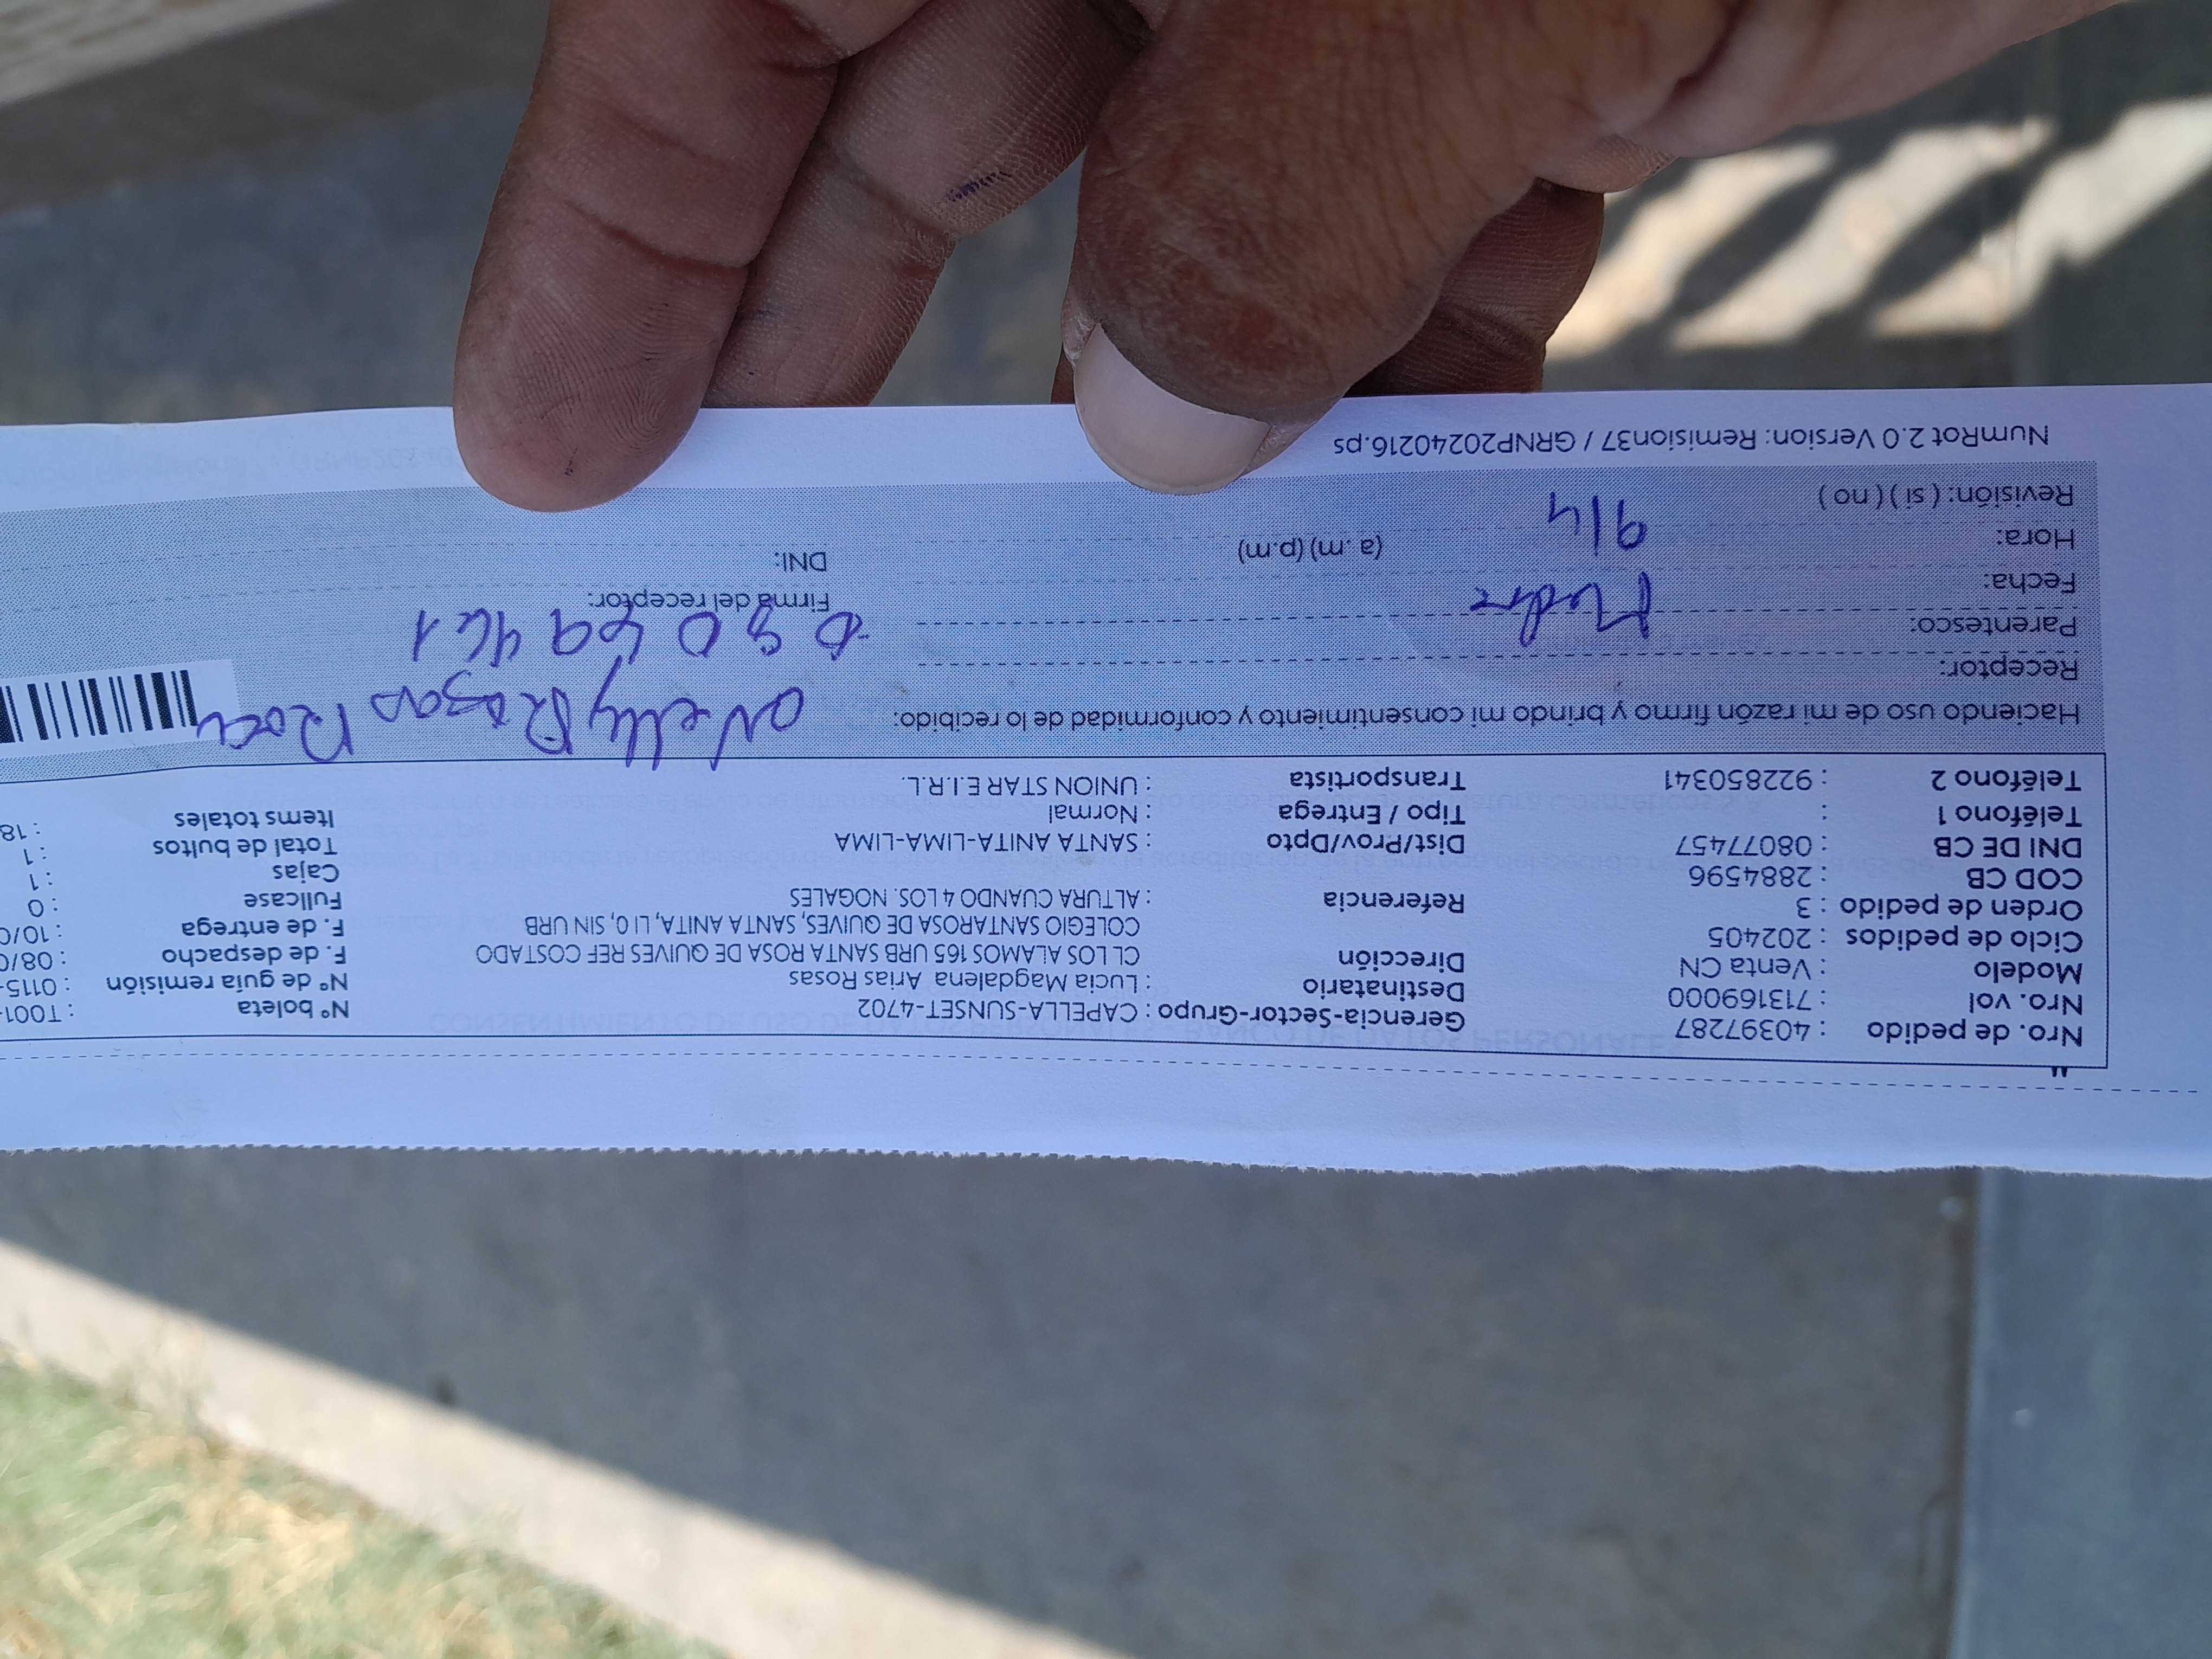 Nro. de pedido : 40397287
Nro. vol : 713169000
Modelo : Venta CN
Ciclo de pedidos : 202405
Orden de pedido : 3
COD CB : 2884596
DNI DE CB : 08077457
Teléfono 1 :
Teléfono 2 : 922850341
Gerencia-Sector-Grupo : CAPELLA-SUNSET-4702
Destinatario : Lucia Magdalena Arias Rosas
Dirección CL LOS ALAMOS 165 URB SANTA ROSA DE QUIVES REF COSTADO
COLEGIO SANTAROSA DE QUIVES, SANTA ANITA, LI 0, SIN URB
Referencia : ALTURA CUANDO 4 LOS. NOGALES
Dist/Prov/Dpto : SANTA ANITA-LIMA-LIMA
Tipo / Entrega : Normal
Transportista : UNION STAR E.I.R.L.
N° boleta : T001-
N° de guía remisión : 0115-
F. de despacho : 08/0
F. de entrega : 10/0
Fullcase : 0
Cajas : 1
Total de bultos : 1
Items totales : 18
Haciendo uso de mi razón firmo y brindo mi consentimiento y conformidad de lo recibido:
Receptor:
Parentesco: Madre
Fecha: 9/4
Hora: (a .m) (p.m)
Revisión: ( si ) ( no )
Nelly Rosas
Firma del receptor:
DNI:
NumRot 2.0 Version: Remision37 / GRNP20240216.ps